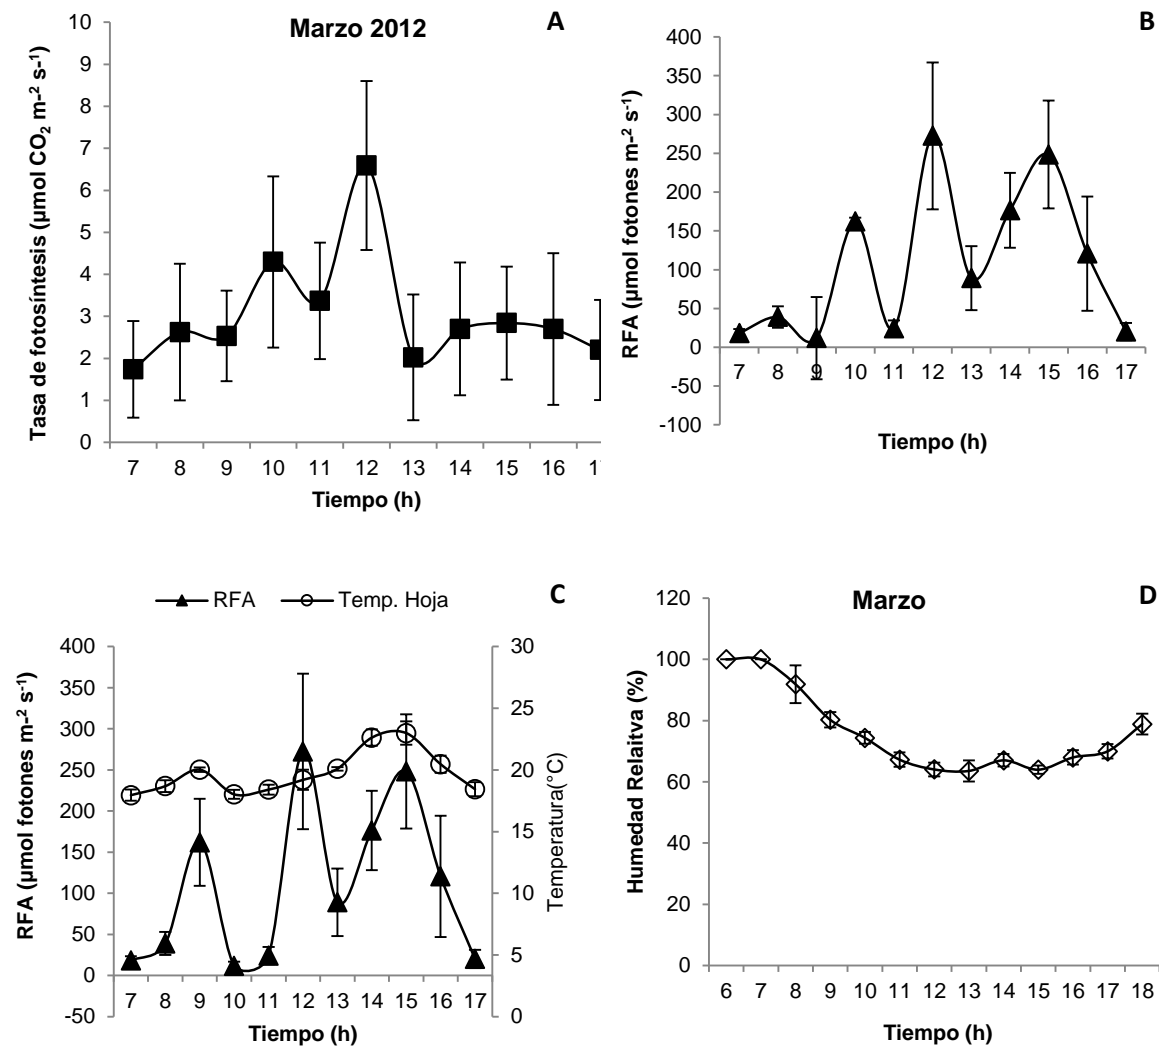 Marzo 2012
A
Tasa de fotosíntesis (µmol CO₂ m-² s-¹)
10
9
8
7
6
5
4
3
2
1
0
7 8 9 10 11 12 13 14 15 16 1
Tiempo (h)
B
RFA (µmol fotones m-² s-¹)
400
350
300
250
200
150
100
50
0
-50
-100
7 8 9 10 11 12 13 14 15 16 17
Tiempo (h)
RFA Temp. Hoja
C
RFA (µmol fotones m-² s-¹)
400
350
300
250
200
150
100
50
0
-50
30
25
20
15
10
5
0
Temperatura(°C)
7 8 9 10 11 12 13 14 15 16 17
Tiempo (h)
Marzo
D
Humedad Relaitva (%)
120
100
80
60
40
20
0
6 7 8 9 10 11 12 13 14 15 16 17 18
Tiempo (h)